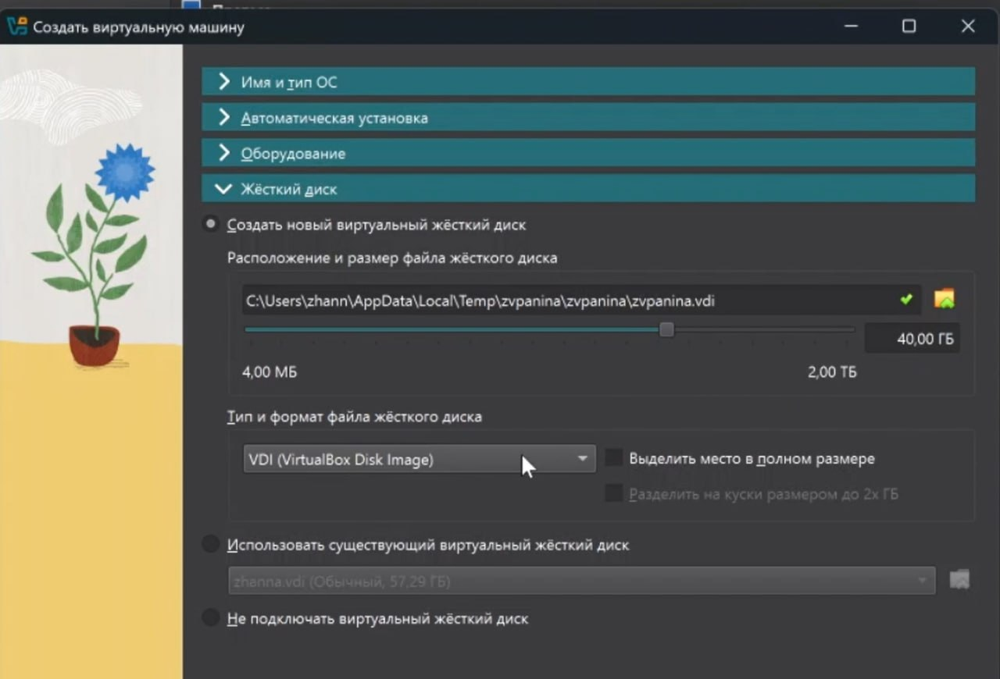 Создать виртуальную машину
Имя и тип ОС
Автоматическая установка
Оборудование
Жёсткий диск
Создать новый виртуальный жёсткий диск
Расположение и размер файла жёсткого диска
C:\Users\zhann\AppData\Local\Temp\zvpanina\zvpanina\zvpanina.vdi
40,00 ГБ
4,00 МБ
2,00 ТБ
Тип и формат файла жёсткого диска
VDI (VirtualBox Disk Image)
Выделить место в полном размере
Разделить на куски размером до 2х ГБ
Использовать существующий виртуальный жёсткий диск
zhanna.vdi (Обычный, 57,29 ГБ)
Не подключать виртуальный жёсткий диск